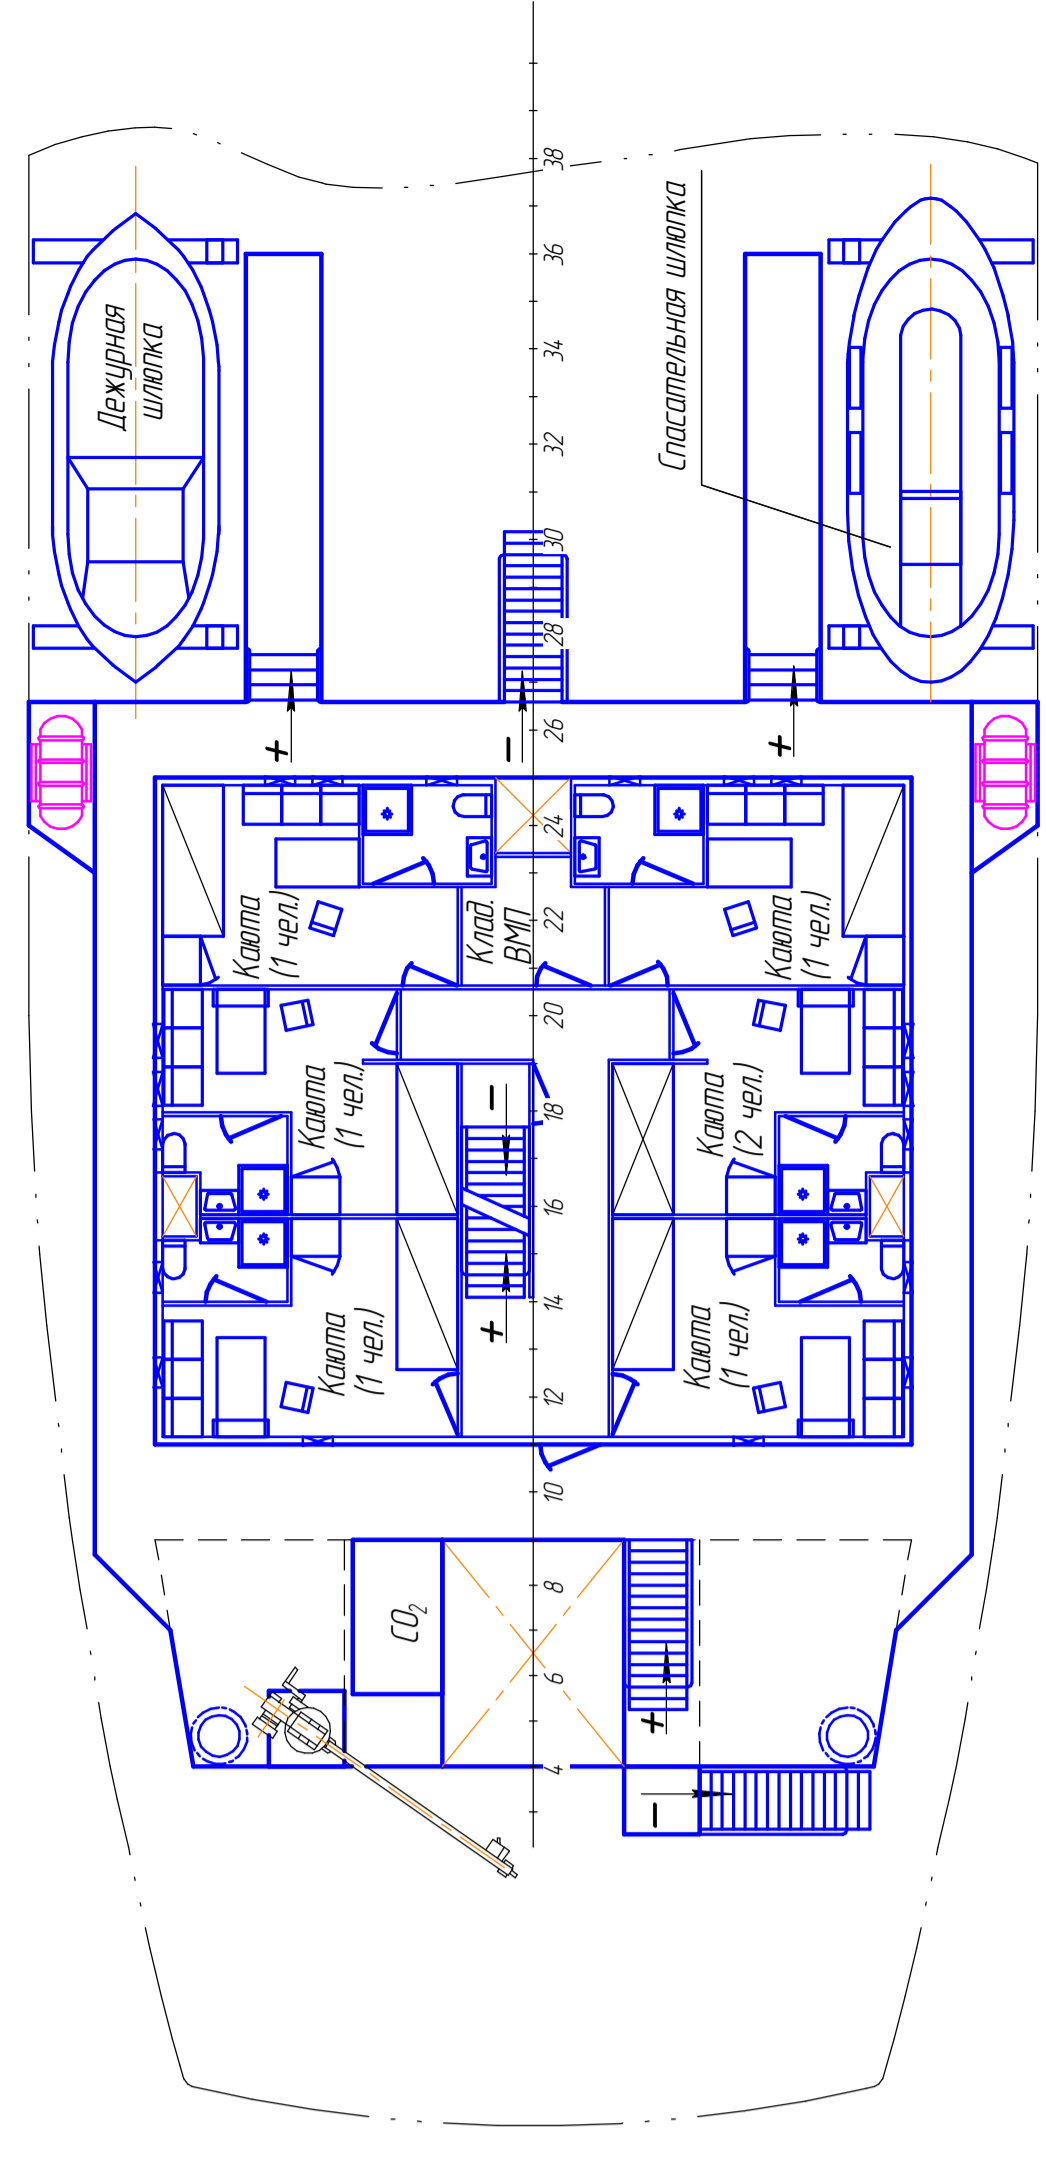 Дежурная
шлюпка
Спасательная шлюпка
38
36
34
32
30
28
26
24
22
20
18
16
14
12
10
8
6
4
+
−
+
Каюта
(1 чел.)
Клад.
ВМП
Каюта
(1 чел.)
Каюта
(1 чел.)
−
Каюта
(2 чел.)
Каюта
(1 чел.)
+
Каюта
(1 чел.)
CO₂
+
−